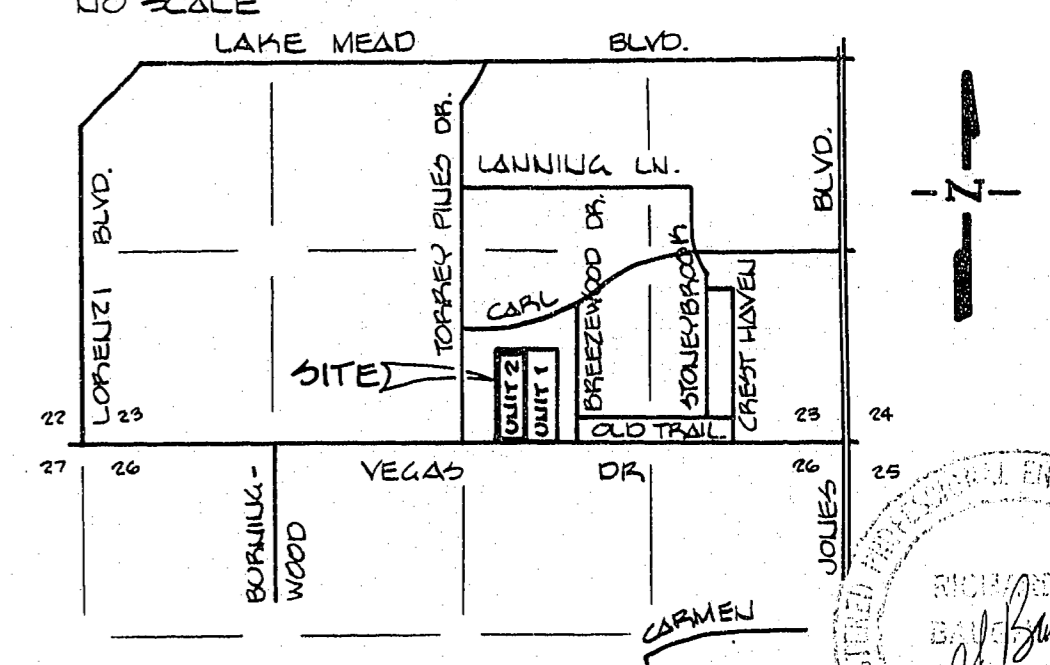 NO SCALE
LAKE MEAD BLVD.
LORENZI BLVD.
TORREY PINES DR.
LANNING LN.
BREEZEWOOD DR.
STONEYBROOK
CREST HAVEN
BLVD.
JONES
N
CARL
SITE
UNIT 2
UNIT 1
OLD TRAIL.
22 23
23 24
27 26
26 25
VEGAS DR
BURNING-
WOOD
CARMEN